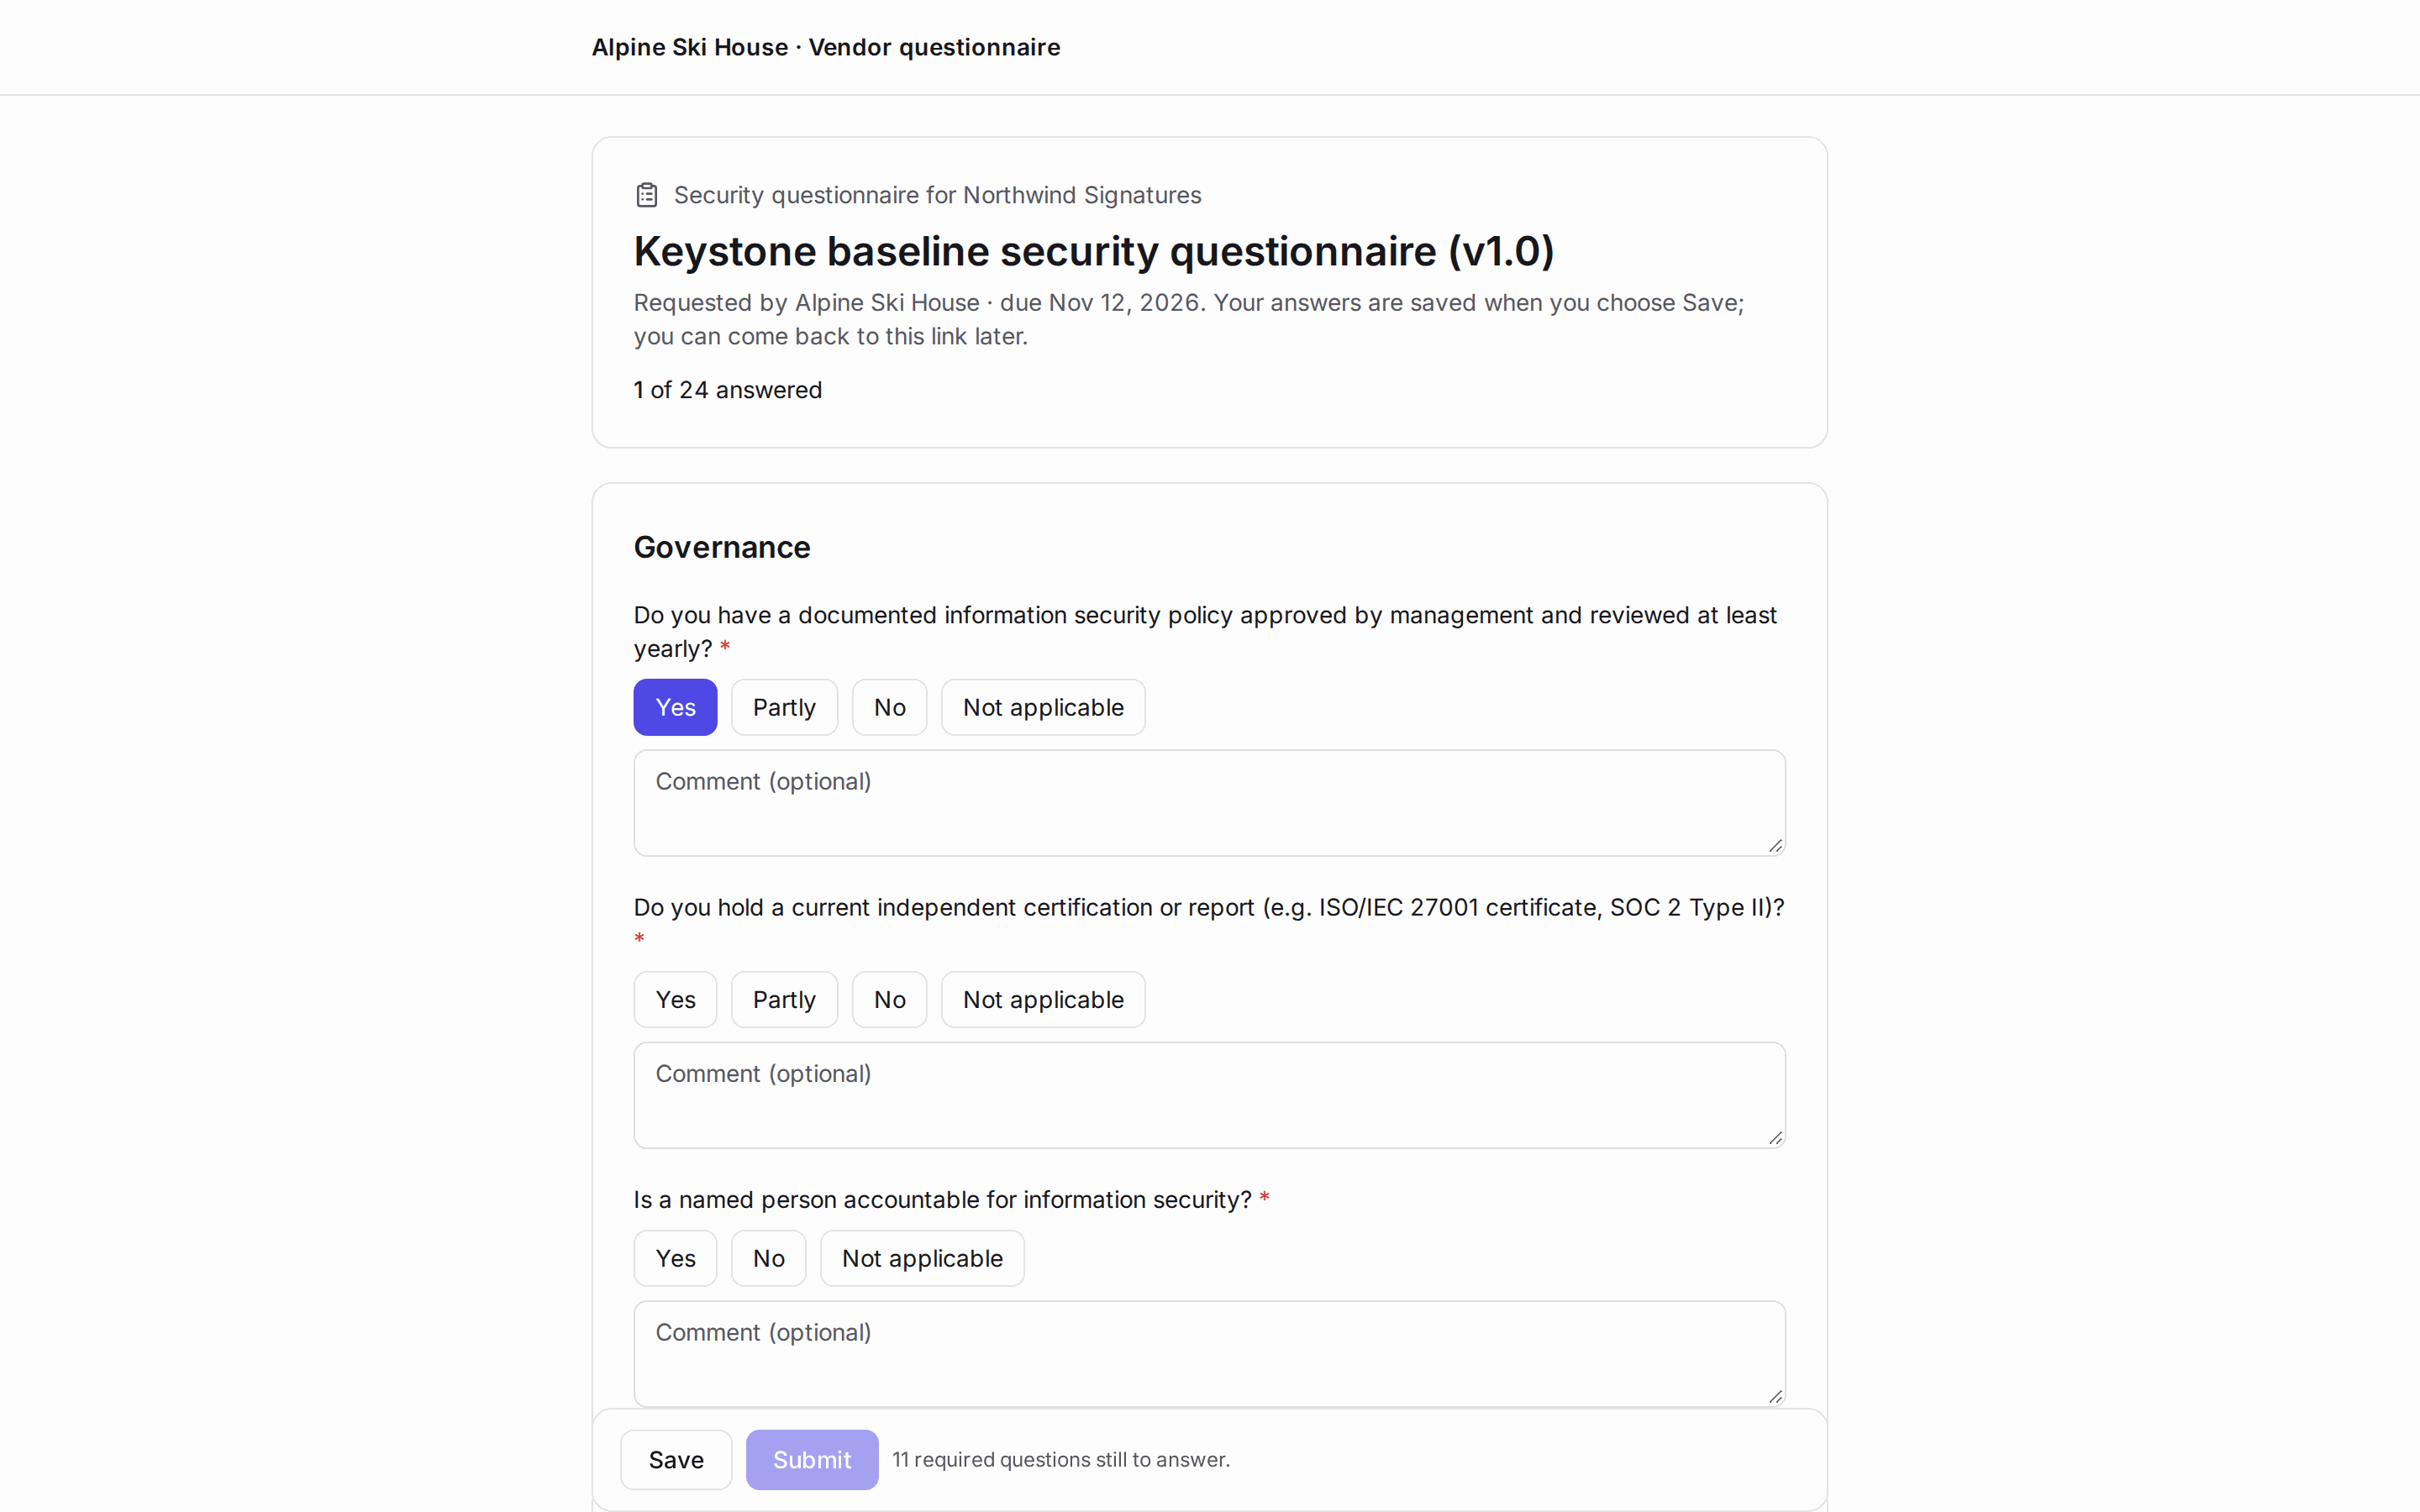 Alpine Ski House · Vendor questionnaire
Security questionnaire for Northwind Signatures
Keystone baseline security questionnaire (v1.0)
Requested by Alpine Ski House · due Nov 12, 2026. Your answers are saved when you choose Save;
you can come back to this link later.
1 of 24 answered
Governance
Do you have a documented information security policy approved by management and reviewed at least
yearly? *
Yes Partly No Not applicable
Comment (optional)
Do you hold a current independent certification or report (e.g. ISO/IEC 27001 certificate, SOC 2 Type II)?
*
Yes Partly No Not applicable
Comment (optional)
Is a named person accountable for information security? *
Yes No Not applicable
Comment (optional)
Save Submit 11 required questions still to answer.